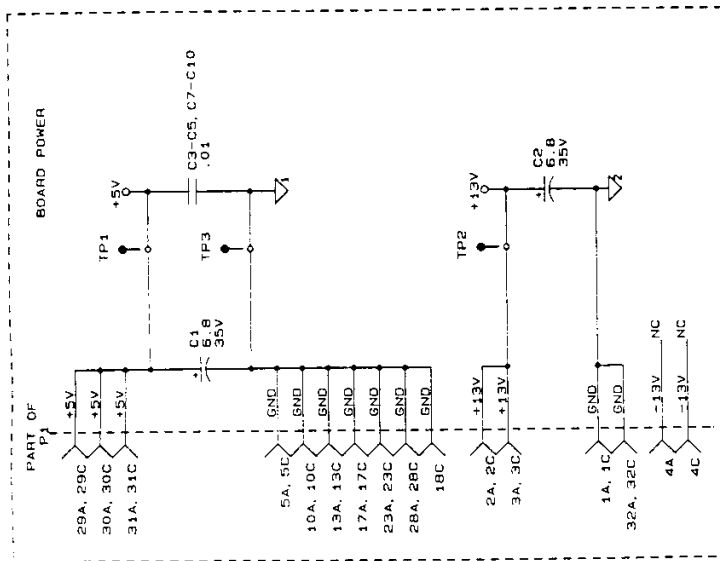 BOARD POWER
+5V
C3-C5, C7-C10
.01
1
TP1
TP3
C1
+
6.8
35V
+5V
+5V
+5V
GND
GND
GND
GND
GND
GND
GND
PART OF
P1
29A, 29C
30A, 30C
31A, 31C
5A, 5C
10A, 10C
13A, 13C
17A, 17C
23A, 23C
28A, 28C
18C
+13V
C2
+
6.8
35V
2
TP2
+13V
+13V
GND
GND
-13V NC
-13V NC
2A, 2C
3A, 3C
1A, 1C
32A, 32C
4A
4C